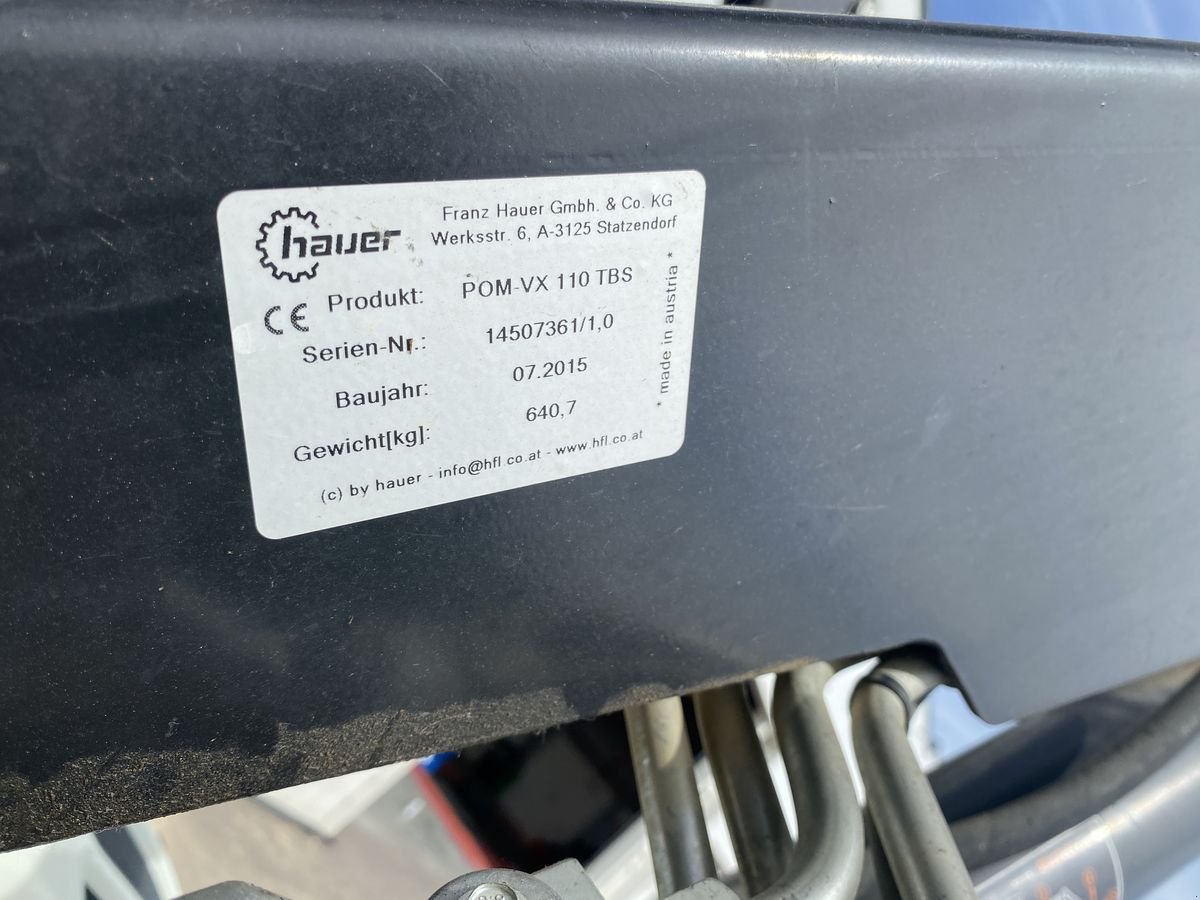 hauer
Franz Hauer Gmbh. & Co. KG
Werksstr. 6, A-3125 Statzendorf
CE
Produkt: POM-VX 110 TBS
Serien-Nr.: 14507361/1,0
Baujahr: 07.2015
Gewicht[kg]: 640,7
* made in austria *
(c) by hauer - info@hfl.co.at - www.hfl.co.at